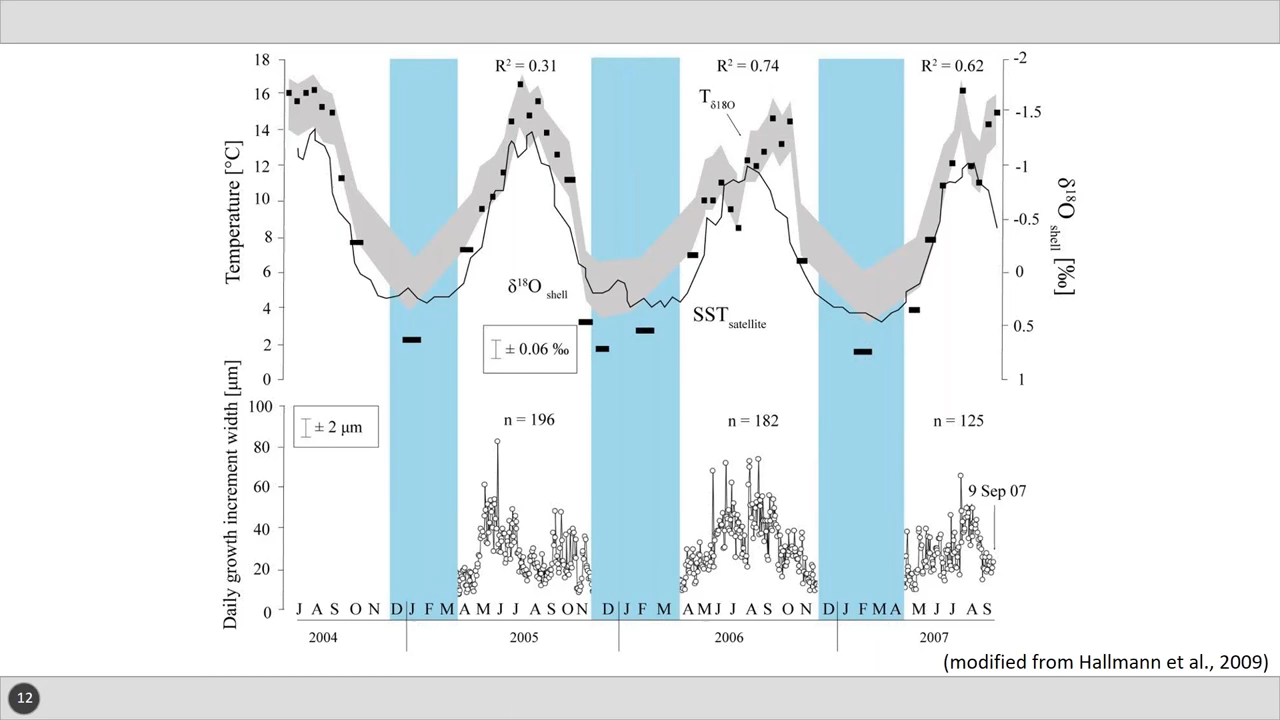 18
16
14
12
10
8
6
4
2
0
Temperature [°C]
R² = 0.31
R² = 0.74
R² = 0.62
Tδ18O
-2
-1.5
-1
-0.5
0
0.5
1
δ¹⁸O shell [‰]
δ¹⁸O shell
SST satellite
± 0.06 ‰
100
80
60
40
20
0
Daily growth increment width [μm]
± 2 μm
n = 196
n = 182
n = 125
9 Sep 07
J A S O N D J F M A M J J A S O N D J F M A M J J A S O N D J F M A M J J A S
2004 2005 2006 2007
(modified from Hallmann et al., 2009)
12